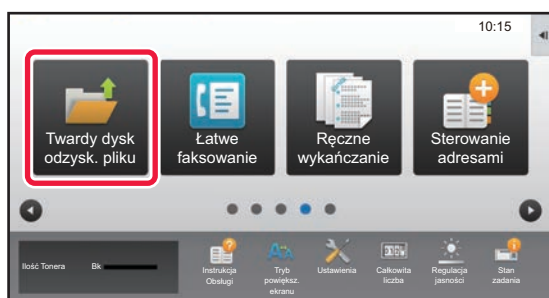 10:15
Twardy dysk
odzysk. pliku
Łatwe
faksowanie
Ręczne
wykańczanie
Sterowanie
adresami
Ilość Tonera
Bk
Instrukcja
Obsługi
Tryb
powiększ.
ekranu
Ustawienia
Całkowita
liczba
Regulacja
jasności
Stan
zadania